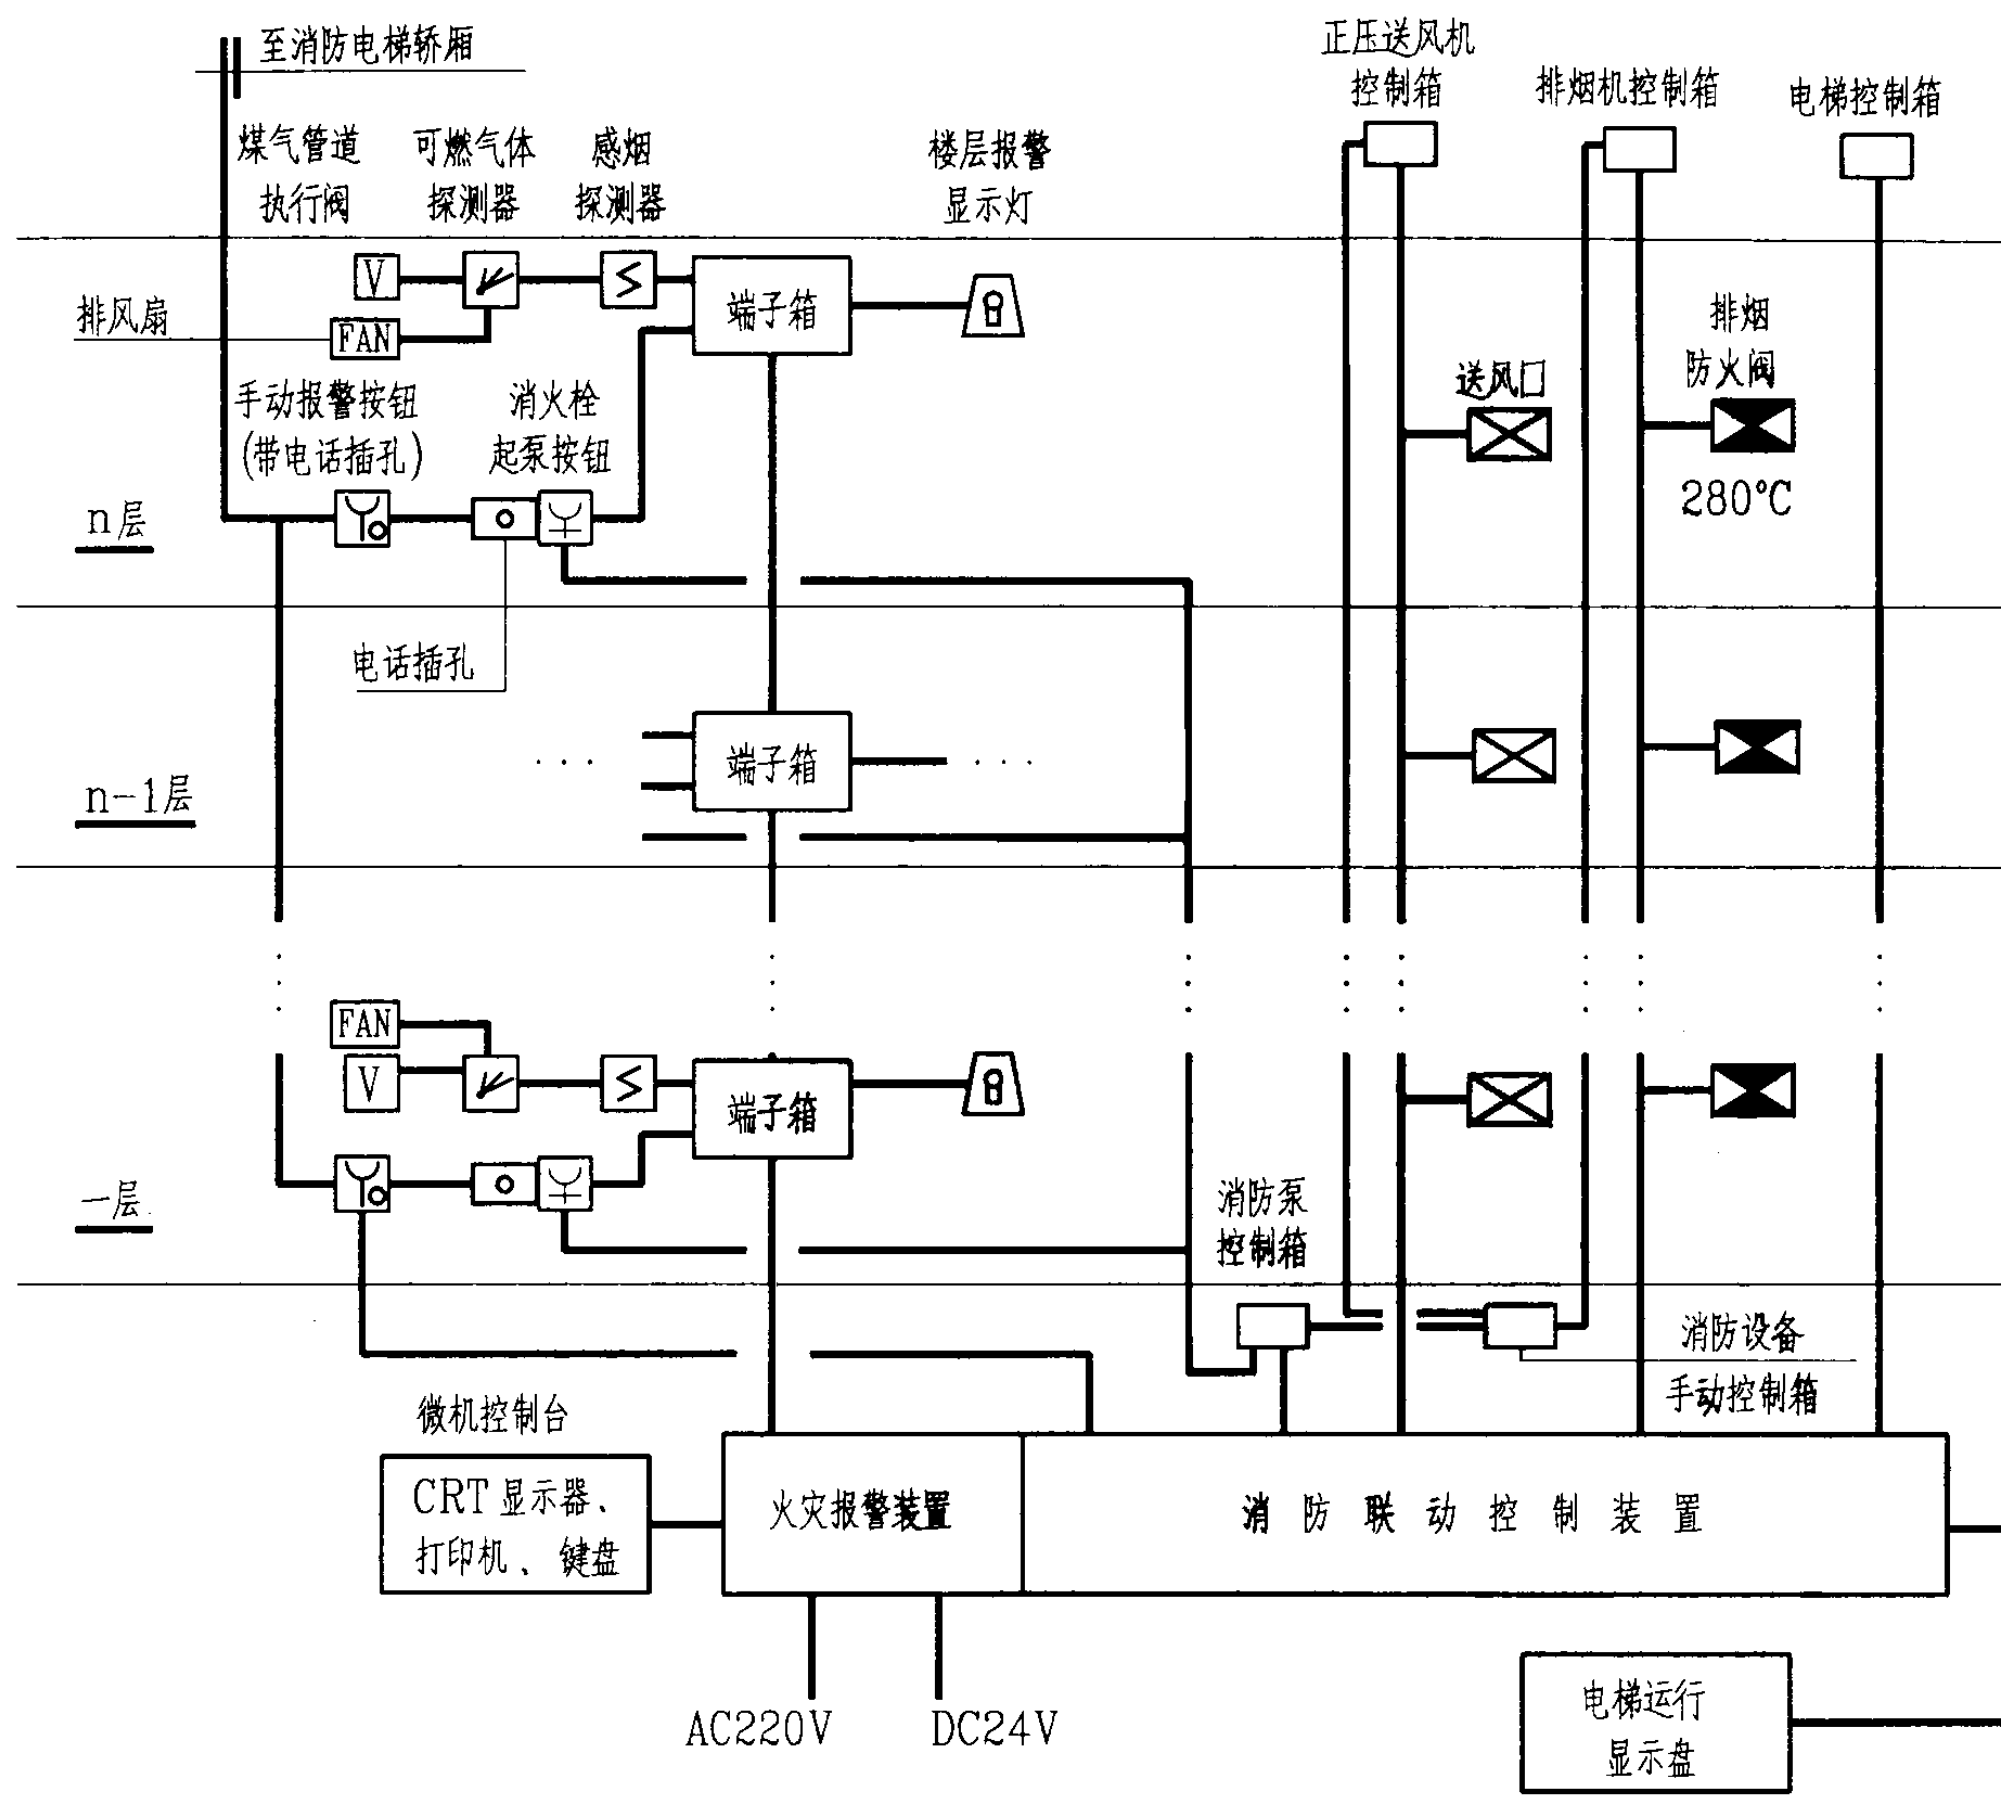 至消防电梯轿厢
正压送风机
控制箱
排烟机控制箱
电梯控制箱
煤气管道
执行阀
可燃气体
探测器
感烟
探测器
楼层报警
显示灯
V
端子箱
排风扇
FAN
排烟
防火阀
送风口
手动报警按钮
(带电话插孔)
消火栓
起泵按钮
280°C
n层
电话插孔
端子箱
n-1层
FAN
V
端子箱
一层
消防泵
控制箱
消防设备
手动控制箱
微机控制台
CRT显示器、
打印机、键盘
火灾报警装置
消防联动控制装置
AC220V
DC24V
电梯运行
显示盘